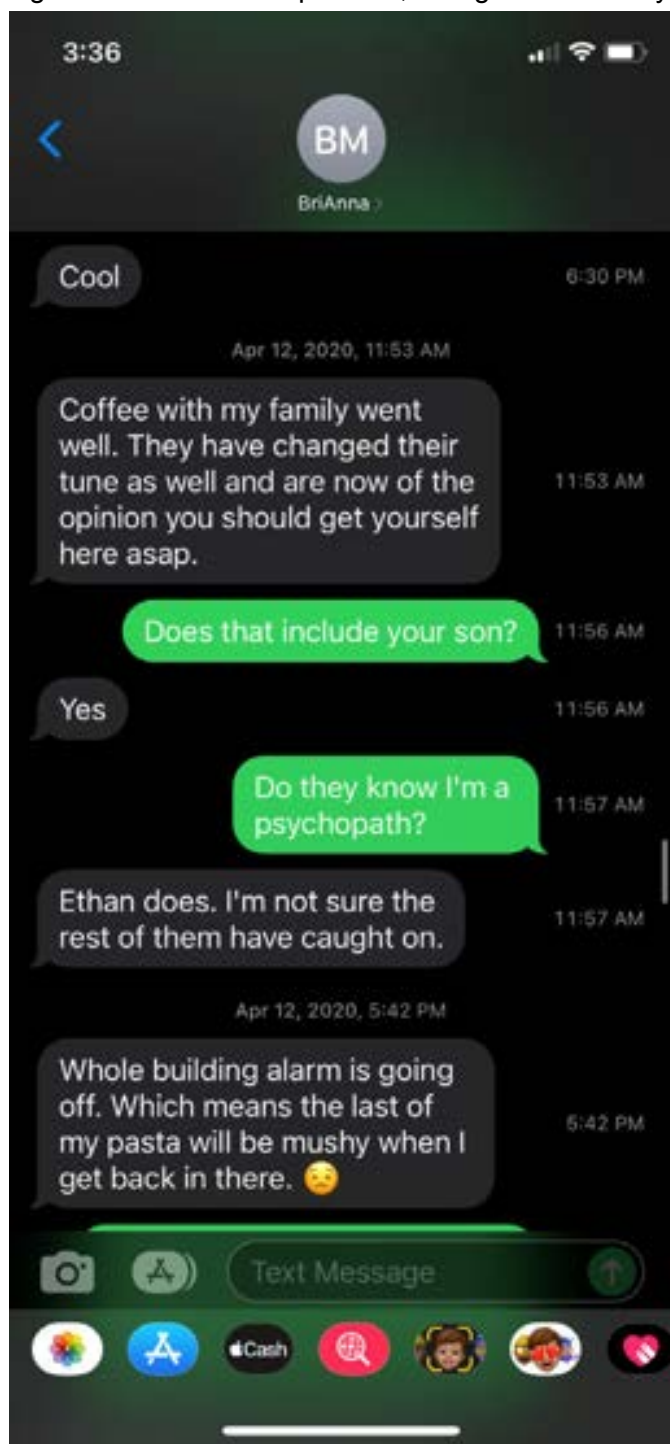 3:36
BM
BriAnna
Cool
6:30 PM
Apr 12, 2020, 11:53 AM
Coffee with my family went
well. They have changed their
tune as well and are now of the
opinion you should get yourself
here asap.
11:53 AM
Does that include your son?
11:56 AM
Yes
11:56 AM
Do they know I'm a
psychopath?
11:57 AM
Ethan does. I'm not sure the
rest of them have caught on.
11:57 AM
Apr 12, 2020, 5:42 PM
Whole building alarm is going
off. Which means the last of
my pasta will be mushy when I
get back in there. 😟
5:42 PM
Text Message
Cash